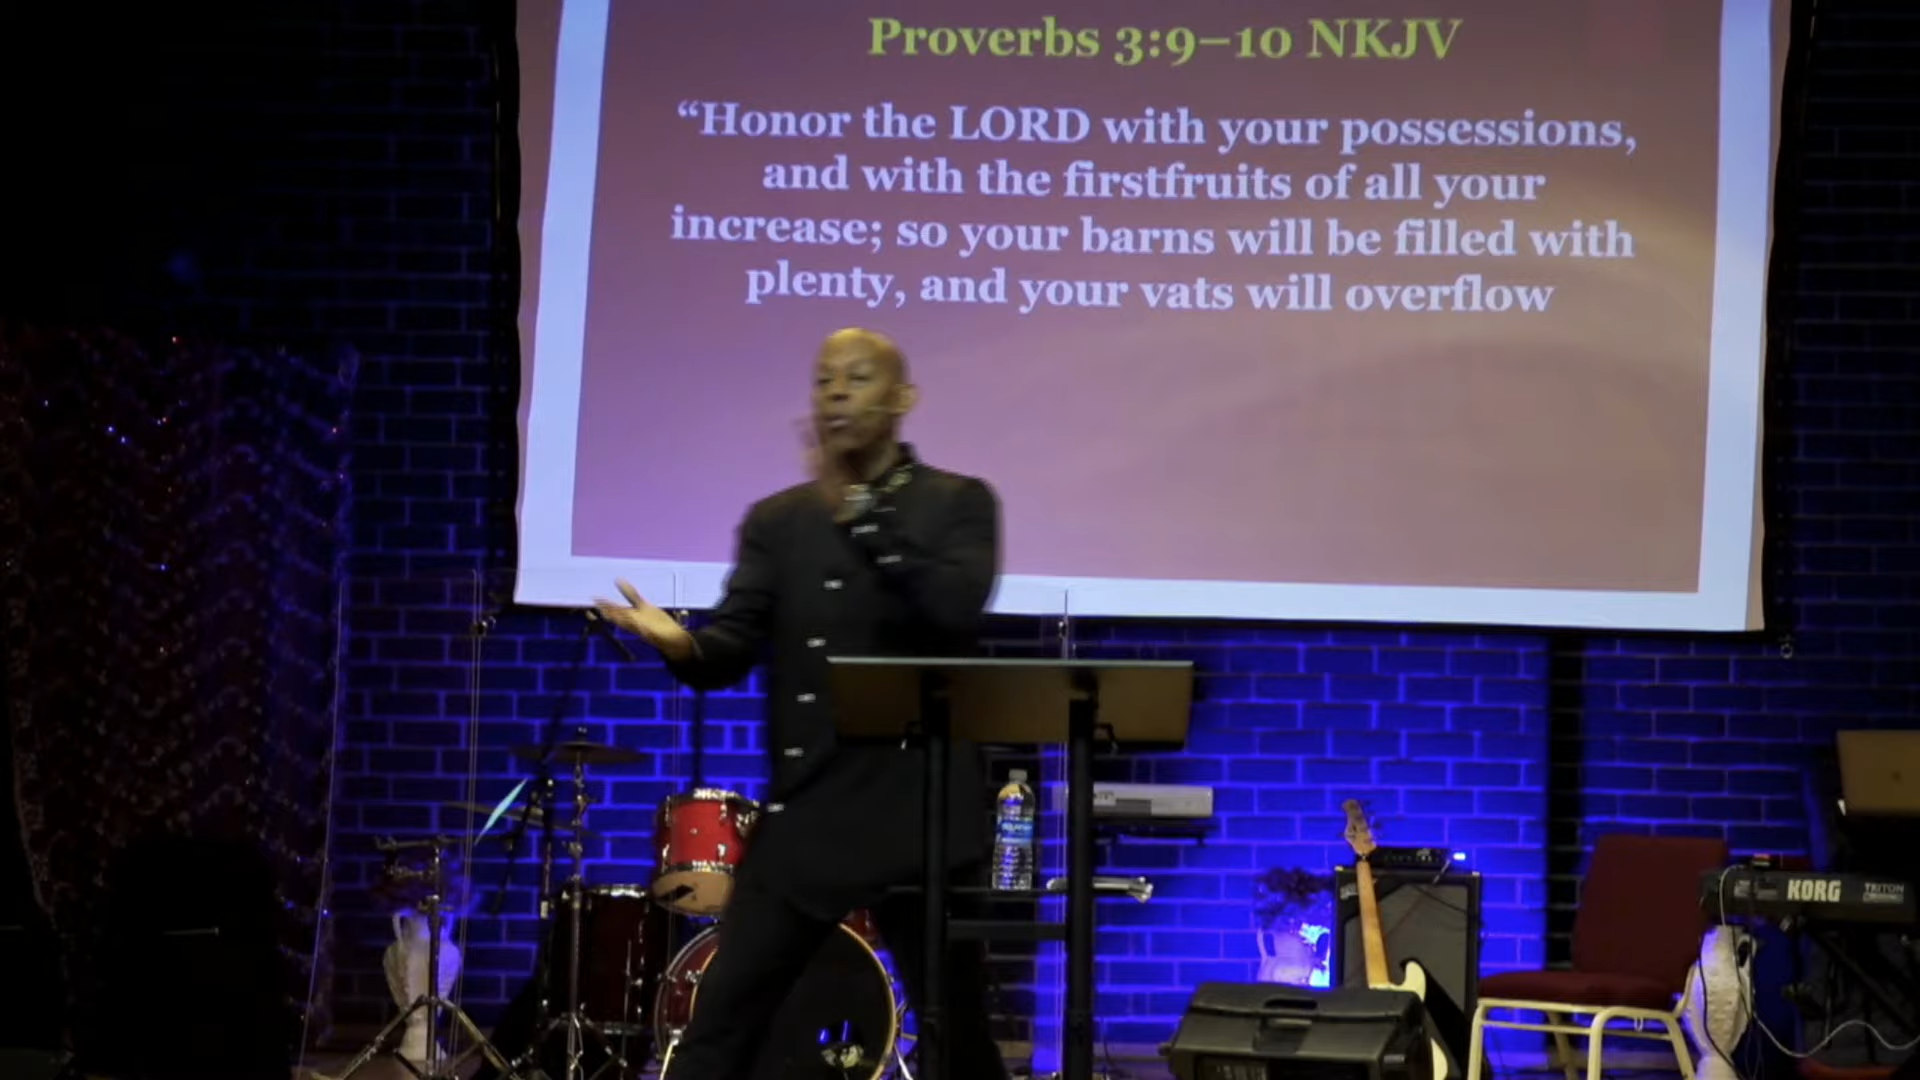 Proverbs 3:9–10 NKJV
“Honor the LORD with your possessions,
and with the firstfruits of all your
increase; so your barns will be filled with
plenty, and your vats will overflow
KORG
TRITON